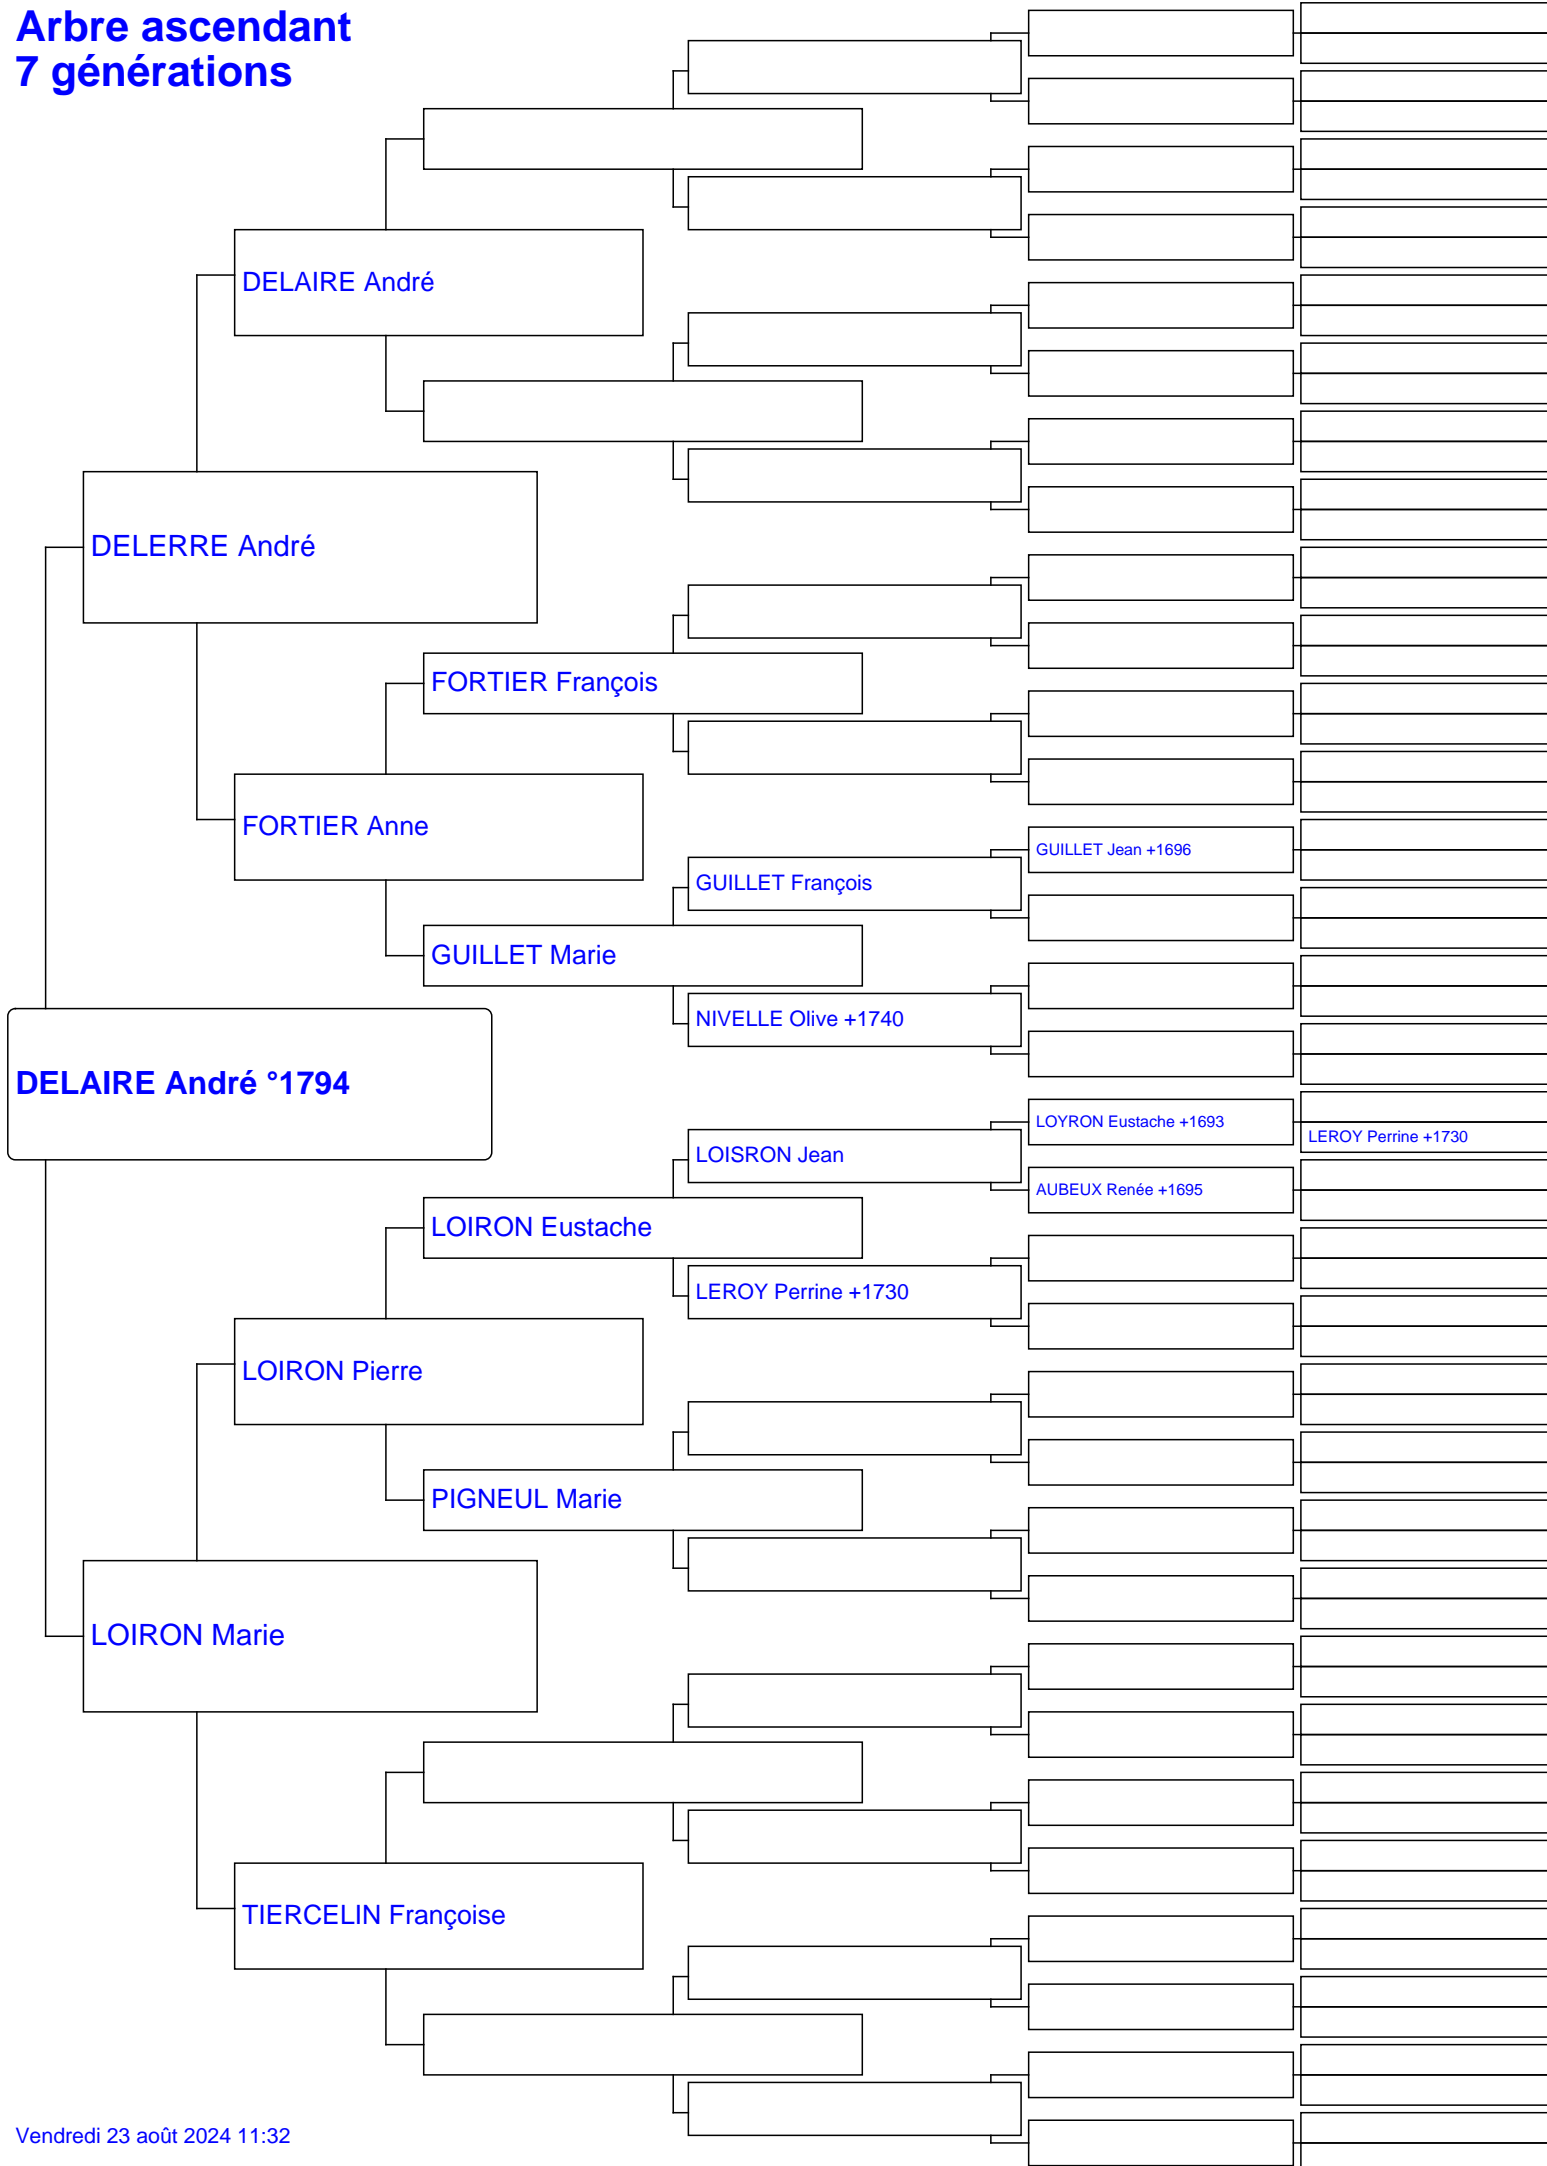 Arbre ascendant
7 générations
DELAIRE André
DELERRE André
FORTIER François
FORTIER Anne
GUILLET Jean +1696
GUILLET François
GUILLET Marie
NIVELLE Olive +1740
DELAIRE André °1794
LOYRON Eustache +1693
LEROY Perrine +1730
LOISRON Jean
AUBEUX Renée +1695
LOIRON Eustache
LEROY Perrine +1730
LOIRON Pierre
PIGNEUL Marie
LOIRON Marie
TIERCELIN Françoise
Vendredi 23 août 2024 11:32